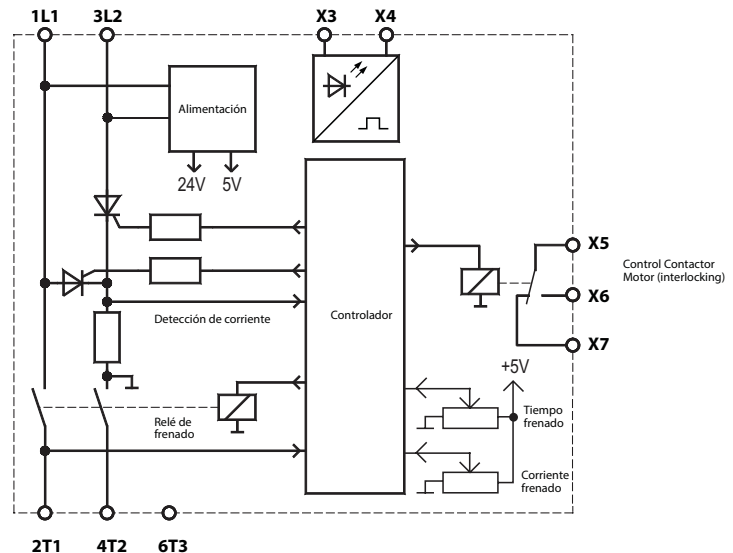 1L1 3L2 X3 X4
Alimentación
24V 5V
X5
Control Contactor
Motor (interlocking)
X6
Detección de corriente
Controlador
X7
+5V
Relé de
frenado
Tiempo
frenado
Corriente
frenado
2T1 4T2 6T3